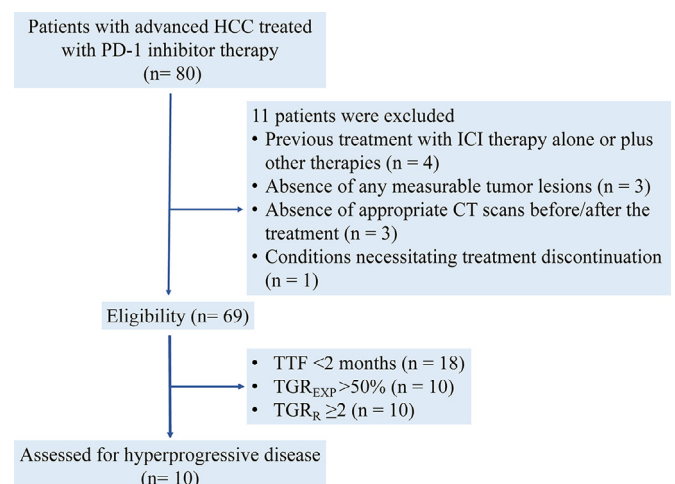 Patients with advanced HCC treated
with PD-1 inhibitor therapy
(n= 80)
11 patients were excluded
• Previous treatment with ICI therapy alone or plus
other therapies (n = 4)
• Absence of any measurable tumor lesions (n = 3)
• Absence of appropriate CT scans before/after the
treatment (n = 3)
• Conditions necessitating treatment discontinuation
(n = 1)
Eligibility (n= 69)
• TTF <2 months (n = 18)
• TGREXP>50% (n = 10)
• TGRR ≥2 (n = 10)
Assessed for hyperprogressive disease
(n= 10)